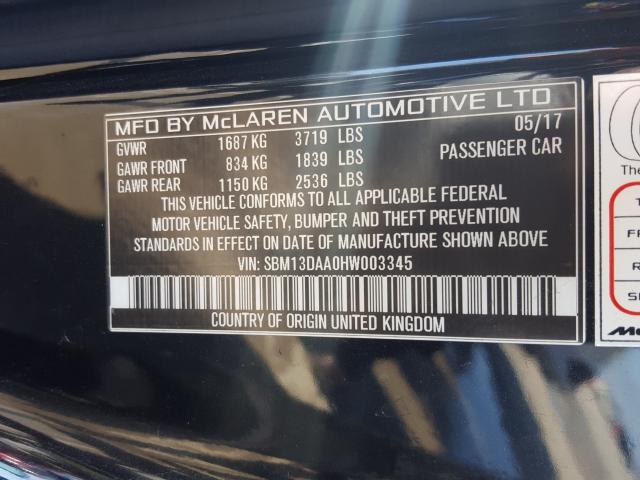 MFD BY McLAREN AUTOMOTIVE LTD
GVWR 1687 KG 3719 LBS 05/17
GAWR FRONT 834 KG 1839 LBS PASSENGER CAR
GAWR REAR 1150 KG 2536 LBS
THIS VEHICLE CONFORMS TO ALL APPLICABLE FEDERAL
MOTOR VEHICLE SAFETY, BUMPER AND THEFT PREVENTION
STANDARDS IN EFFECT ON DATE OF MANUFACTURE SHOWN ABOVE
VIN: SBM13DAA0HW003345
COUNTRY OF ORIGIN UNITED KINGDOM
The